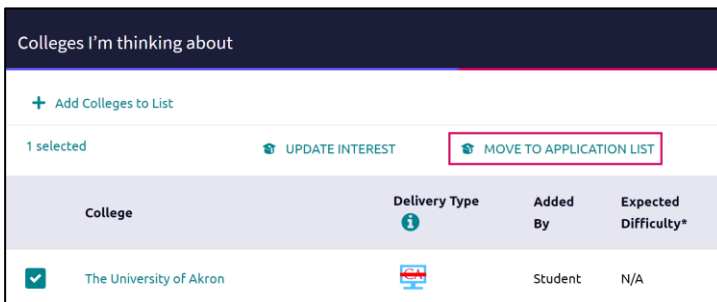 Colleges I'm thinking about
+ Add Colleges to List
1 selected UPDATE INTEREST MOVE TO APPLICATION LIST
College Delivery Type Added By Expected Difficulty*
The University of Akron CA Student N/A